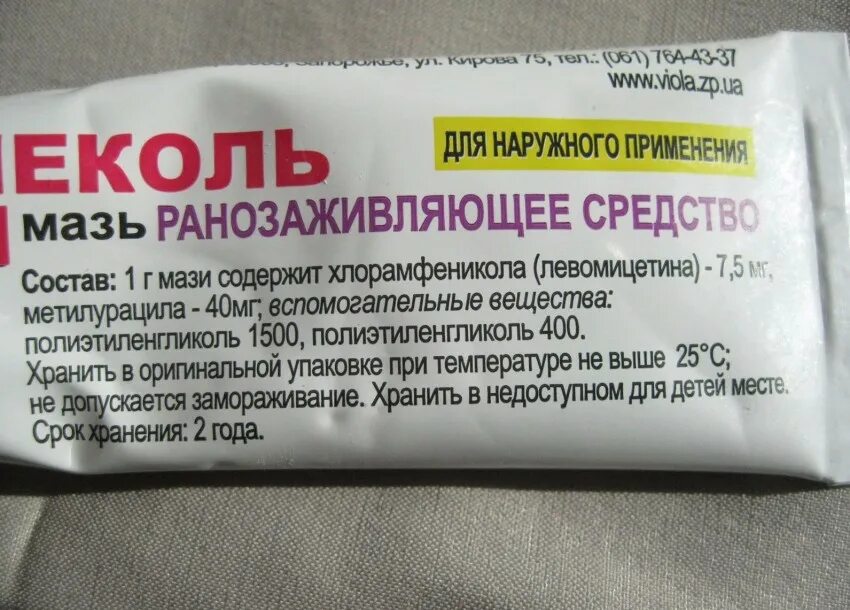 Запорожье, ул. Кирова 75, тел.: (061) 764-43-37
www.viola.zp.ua
ЕКОЛЬ
ДЛЯ НАРУЖНОГО ПРИМЕНЕНИЯ
мазь РАНОЗАЖИВЛЯЮЩЕЕ СРЕДСТВО
Состав: 1 г мази содержит хлорамфеникола (левомицетина) - 7,5 мг,
метилурацила - 40мг; вспомогательные вещества:
полиэтиленгликоль 1500, полиэтиленгликоль 400.
Хранить в оригинальной упаковке при температуре не выше 25°С;
не допускается замораживание. Хранить в недоступном для детей месте.
Срок хранения: 2 года.